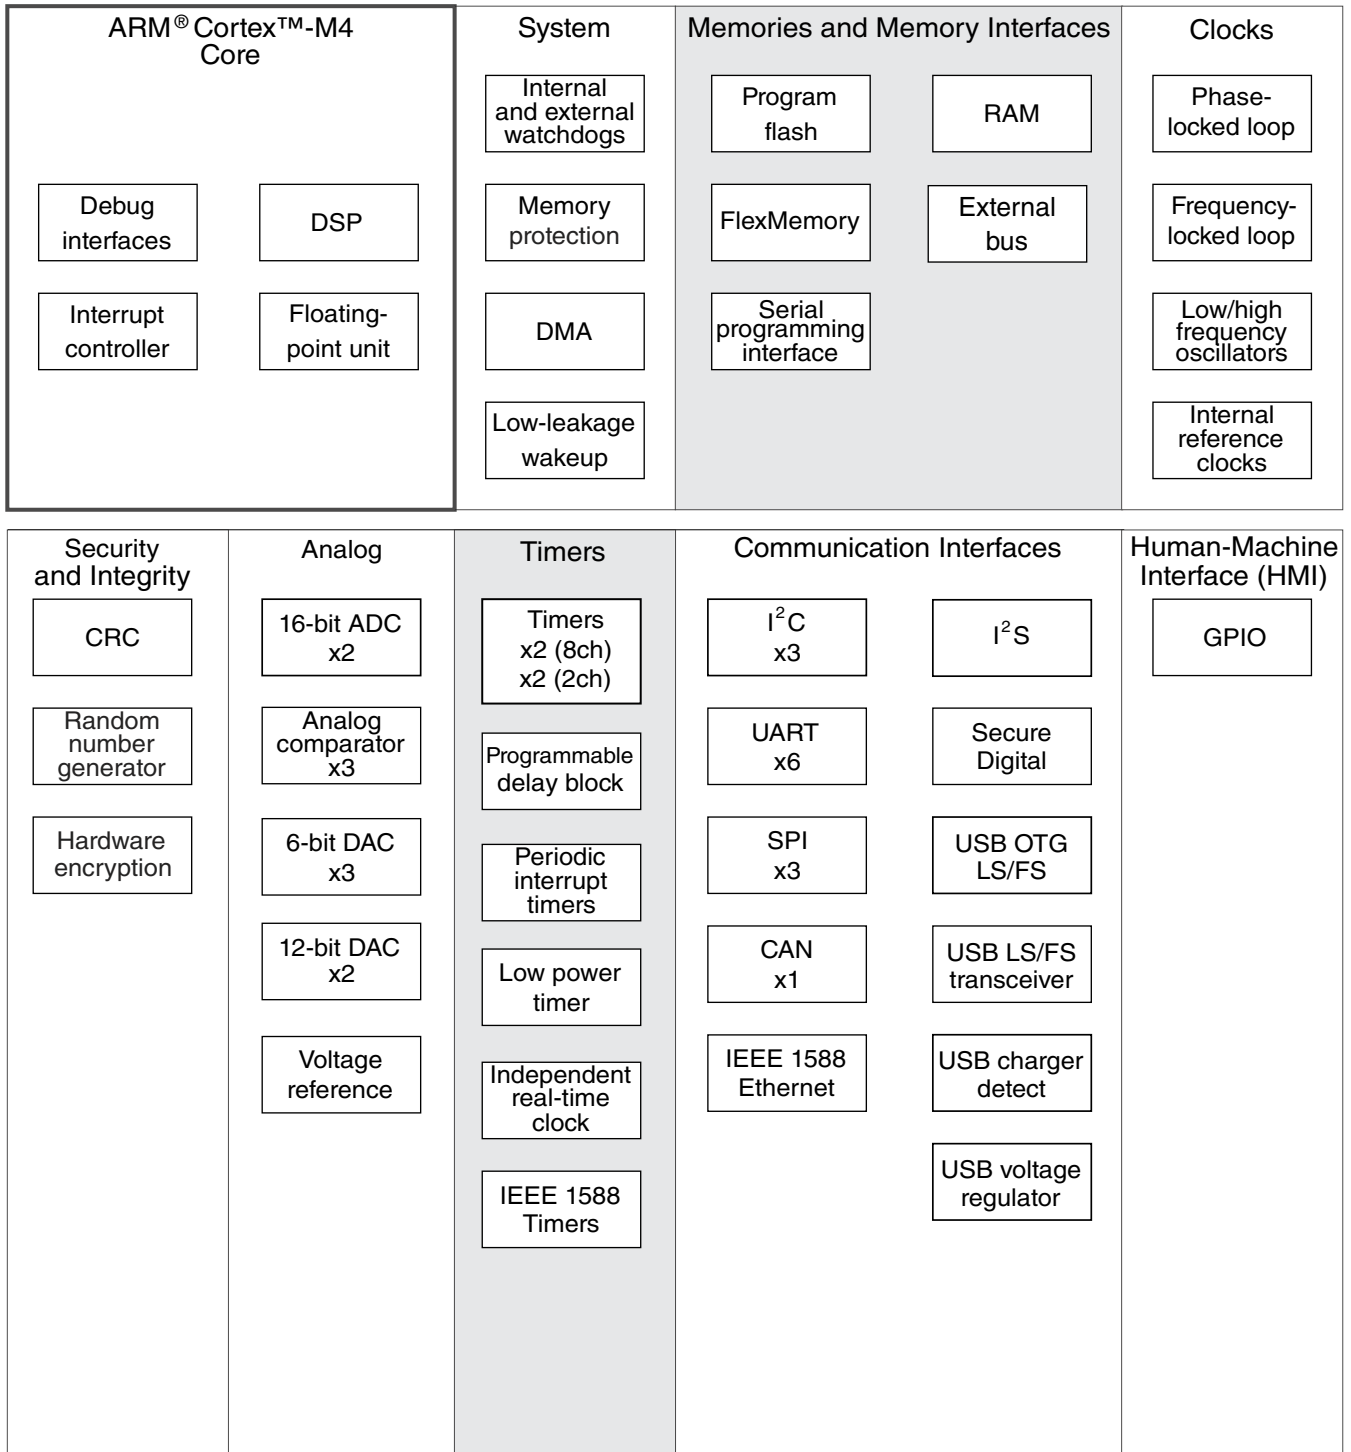 ARM® Cortex™-M4
Core
Debug
interfaces
DSP
Interrupt
controller
Floating-
point unit
System
Internal
and external
watchdogs
Memory
protection
DMA
Low-leakage
wakeup
Memories and Memory Interfaces
Program
flash
RAM
FlexMemory
External
bus
Serial
programming
interface
Clocks
Phase-
locked loop
Frequency-
locked loop
Low/high
frequency
oscillators
Internal
reference
clocks
Security
and Integrity
CRC
Random
number
generator
Hardware
encryption
Analog
16-bit ADC
x2
Analog
comparator
x3
6-bit DAC
x3
12-bit DAC
x2
Voltage
reference
Timers
Timers
x2 (8ch)
x2 (2ch)
Programmable
delay block
Periodic
interrupt
timers
Low power
timer
Independent
real-time
clock
IEEE 1588
Timers
Communication Interfaces
I²C
x3
I²S
UART
x6
Secure
Digital
SPI
x3
USB OTG
LS/FS
CAN
x1
USB LS/FS
transceiver
IEEE 1588
Ethernet
USB charger
detect
USB voltage
regulator
Human-Machine
Interface (HMI)
GPIO